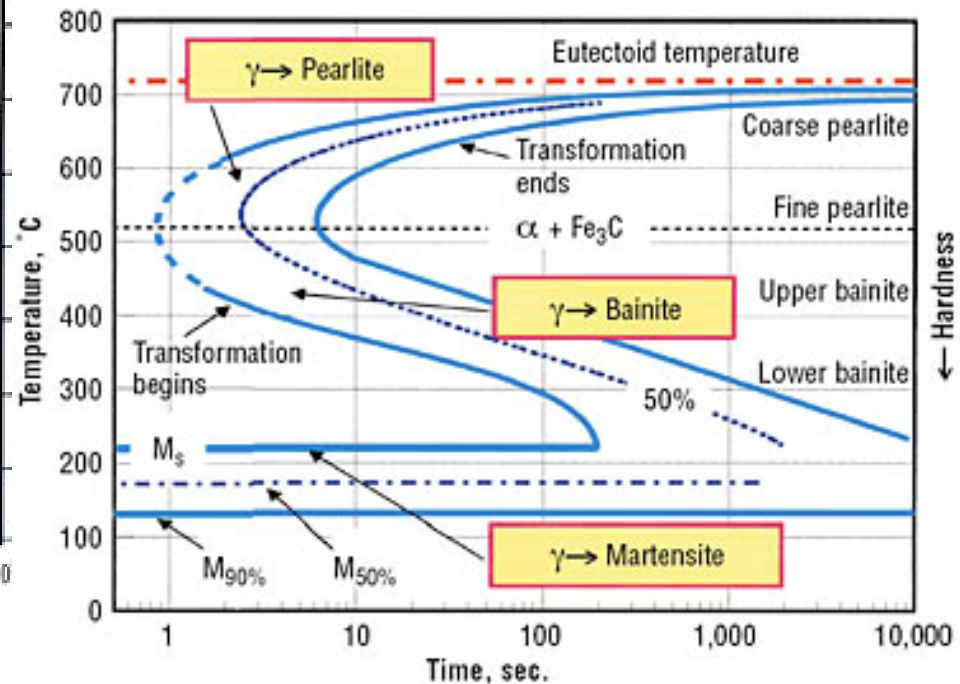 800
700
600
500
400
300
200
100
0
Temperature, °C
Eutectoid temperature
γ→ Pearlite
Coarse pearlite
Transformation
ends
Fine pearlite
α + Fe₃C
Upper bainite
γ→ Bainite
Transformation
begins
Lower bainite
50%
Mₛ
γ→ Martensite
M90%
M50%
← Hardness
1
10
100
1,000
10,000
Time, sec.
0